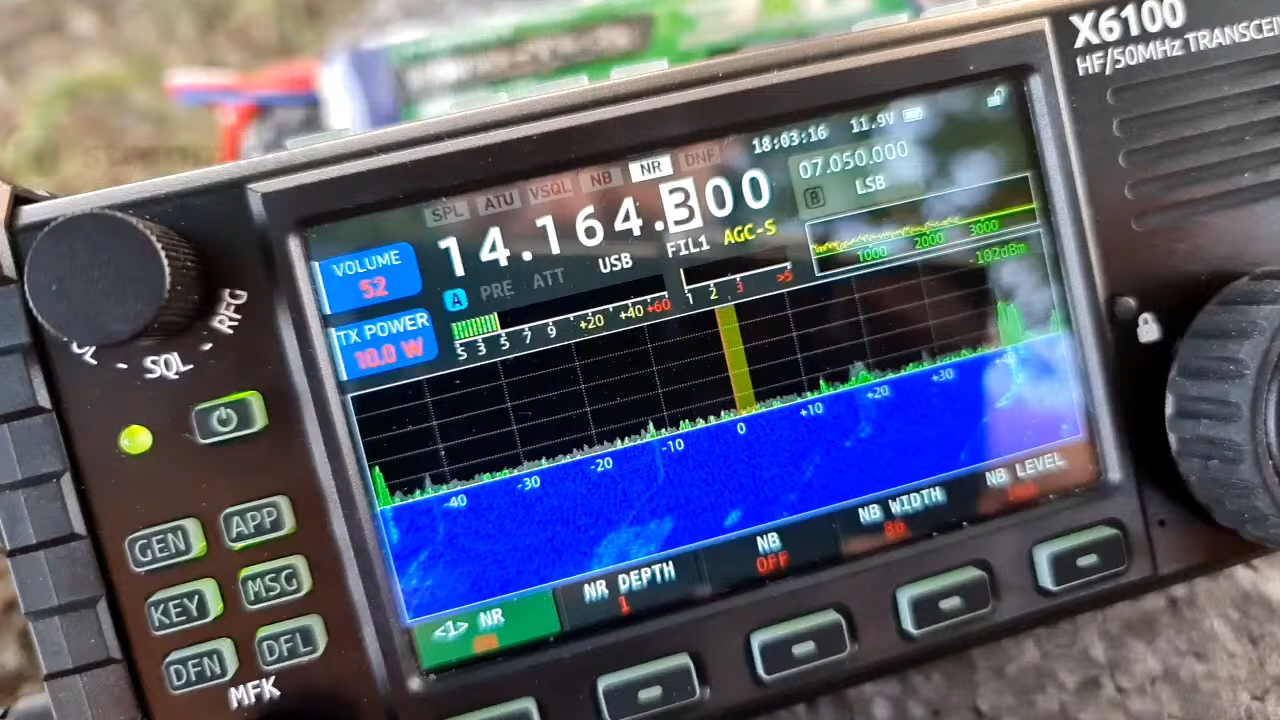 X6100
HF/50MHz TRANSCEI
18:03:16 11.9V
SPL ATU VSQL NB NR DNF
07.050.000
B LSB
14.164.300
VOLUME
52
A PRE ATT USB FIL1 AGC-S
1000 2000 3000
-102dBm
TX POWER
10.0 W
S 3 5 7 9 +20 +40 +60
1 2 3 >5
-40 -30 -20 -10 0 +10 +20 +30 +40
<1> NR
NR DEPTH
1
NB
OFF
NB WIDTH
NB LEVEL
SQL RFG
GEN APP
KEY MSG
DFN DFL
MFK